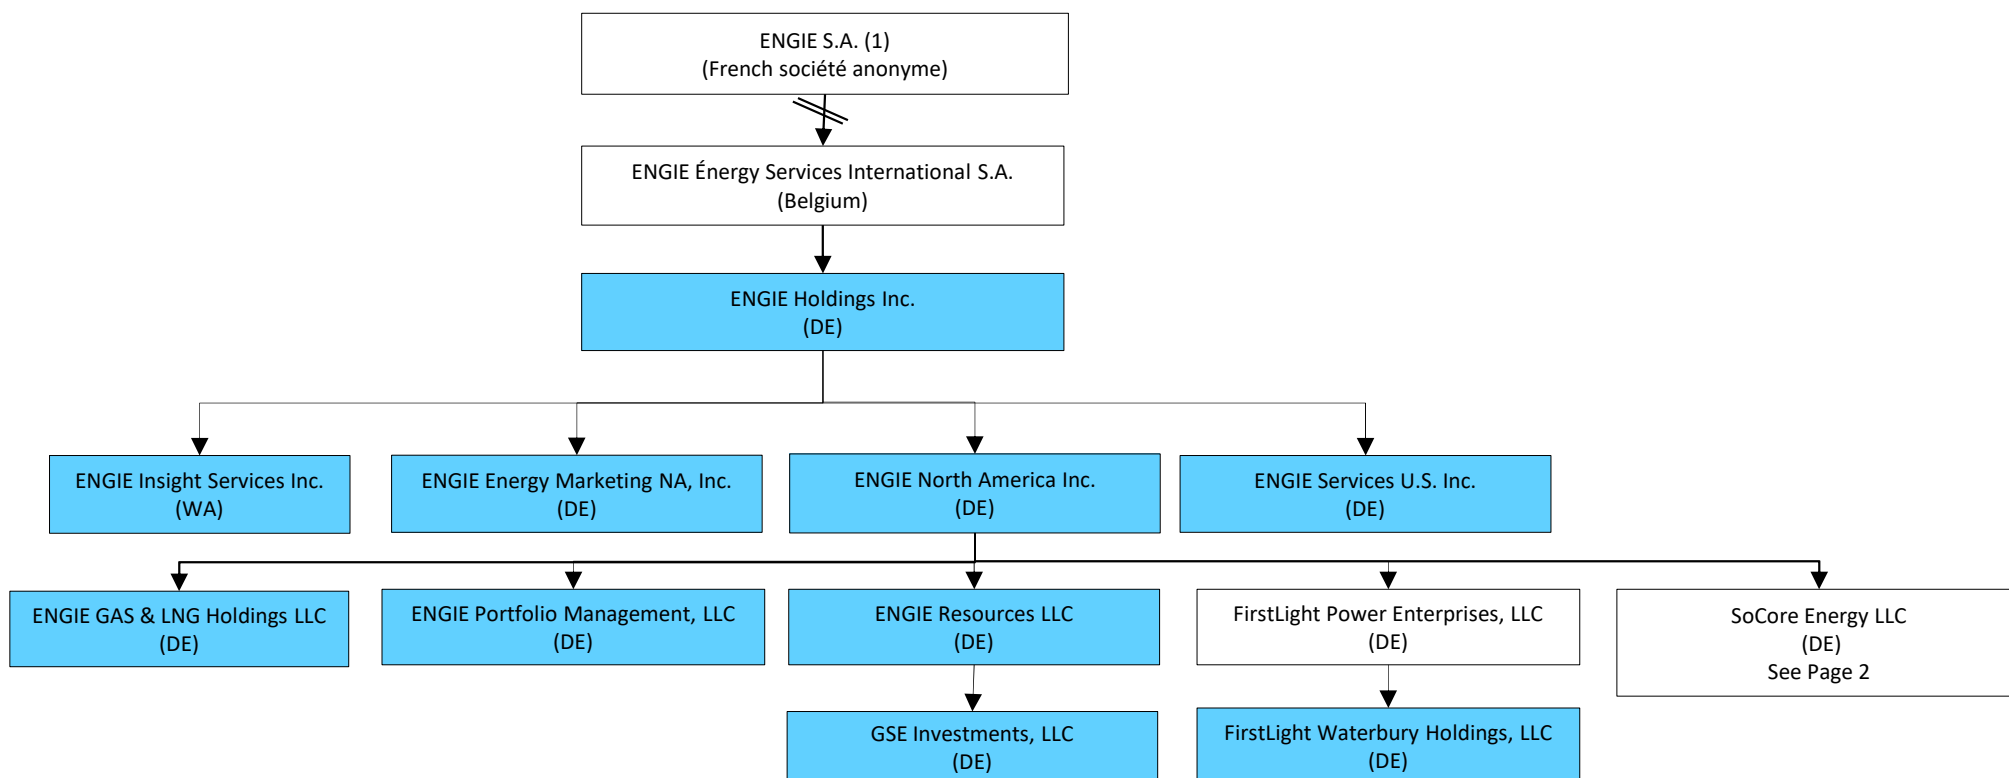 ENGIE S.A. (1)
(French société anonyme)
ENGIE Énergy Services International S.A.
(Belgium)
ENGIE Holdings Inc.
(DE)
ENGIE Insight Services Inc.
(WA)
ENGIE Energy Marketing NA, Inc.
(DE)
ENGIE North America Inc.
(DE)
ENGIE Services U.S. Inc.
(DE)
ENGIE GAS & LNG Holdings LLC
(DE)
ENGIE Portfolio Management, LLC
(DE)
ENGIE Resources LLC
(DE)
FirstLight Power Enterprises, LLC
(DE)
SoCore Energy LLC
(DE)
See Page 2
GSE Investments, LLC
(DE)
FirstLight Waterbury Holdings, LLC
(DE)